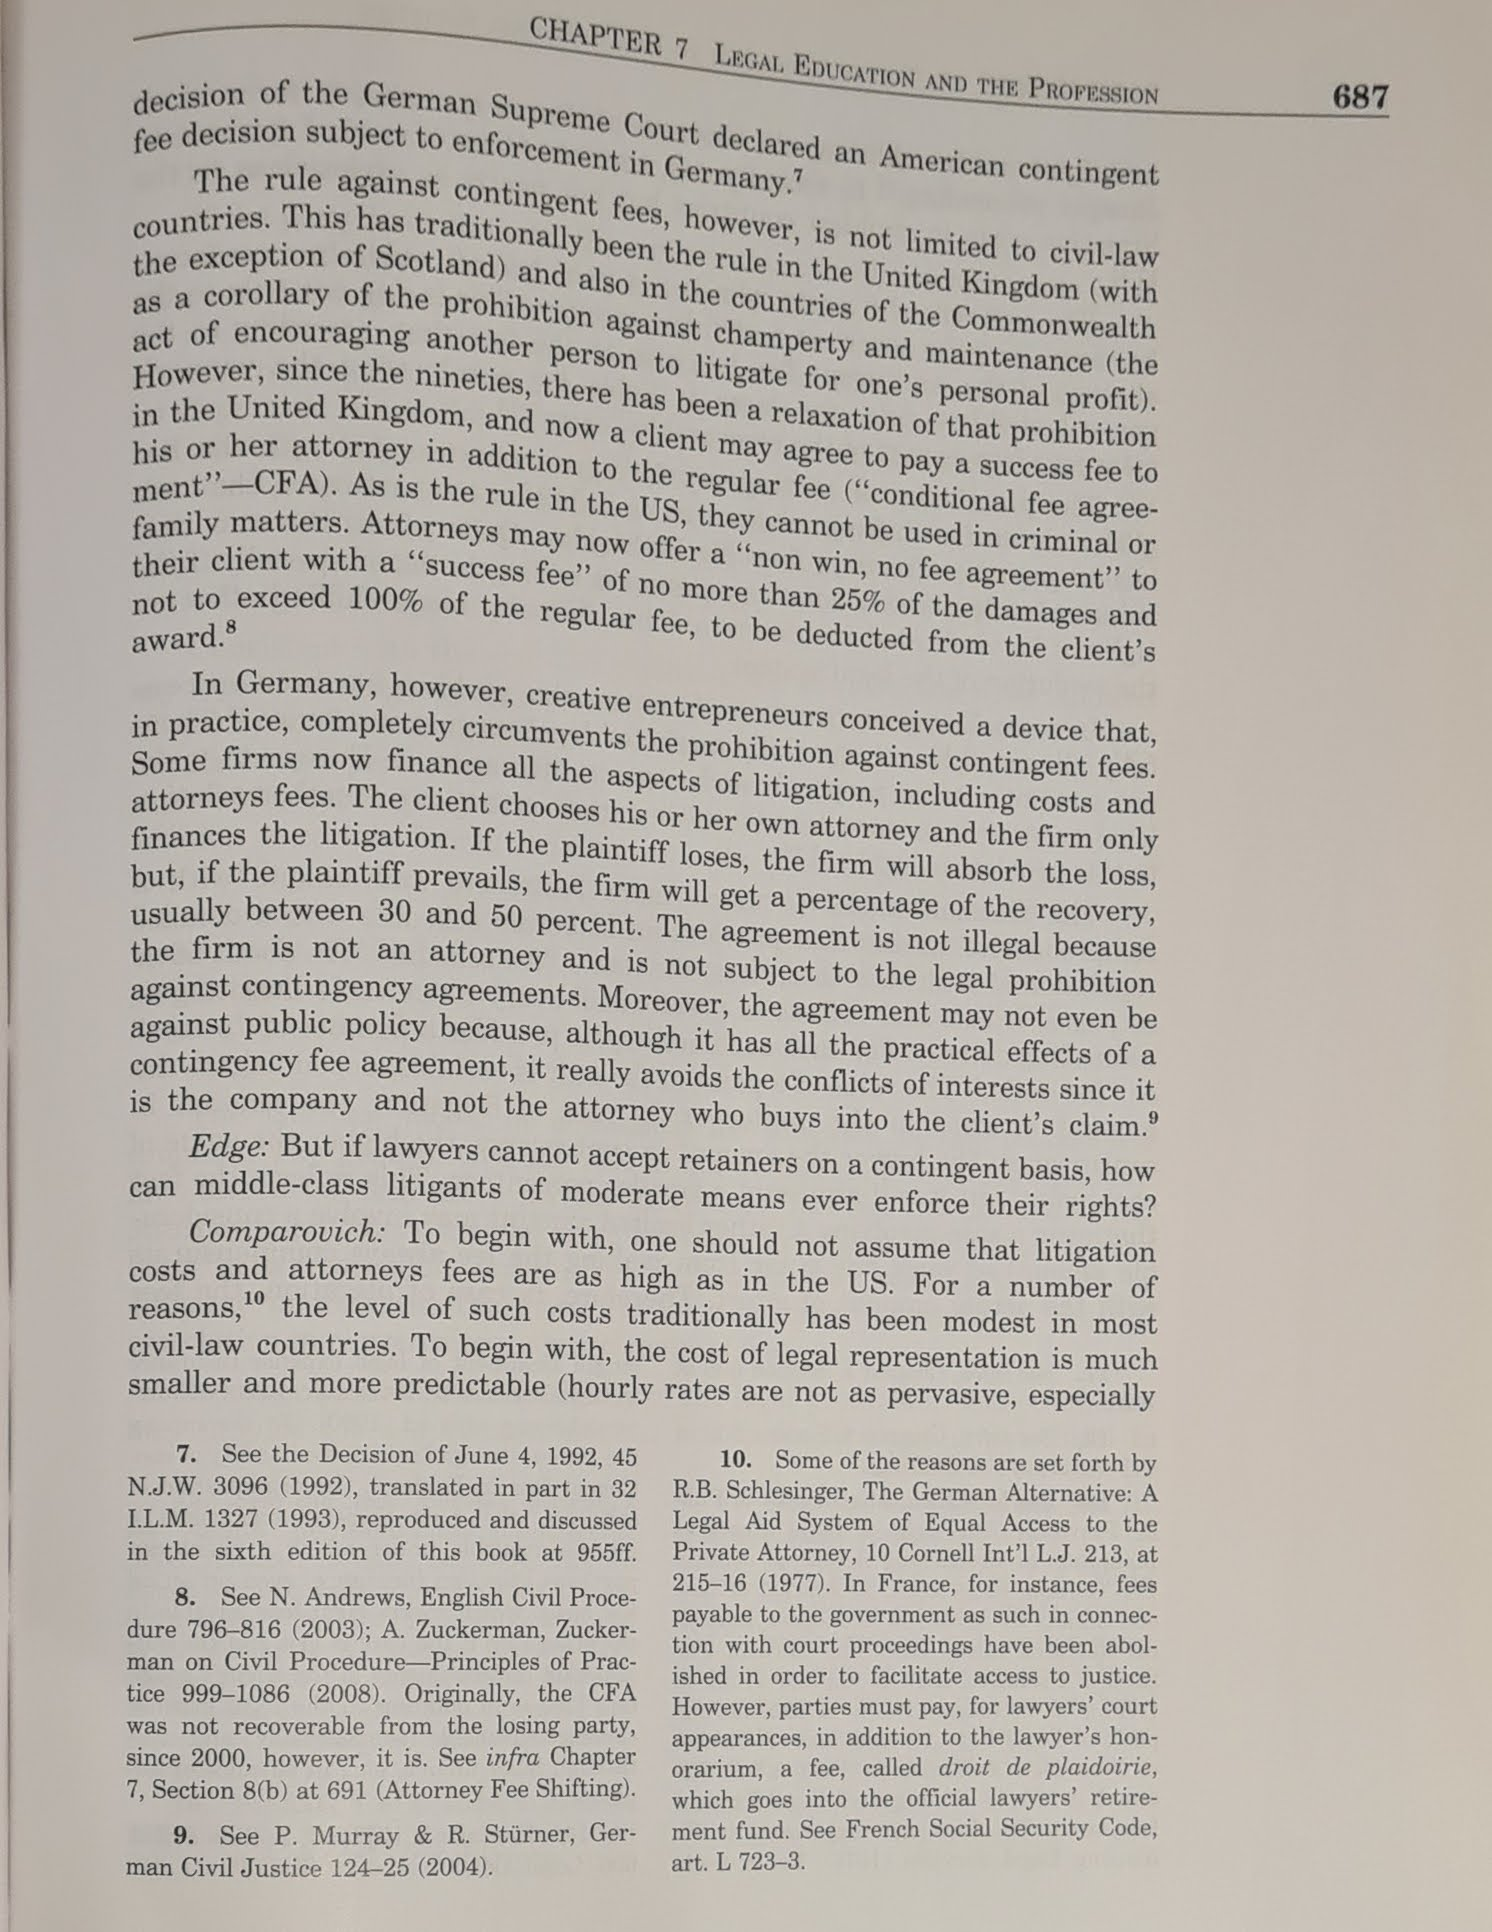 CHAPTER 7 LEGAL EDUCATION AND THE PROFESSION 687
decision of the German Supreme Court declared an American contingent
fee decision subject to enforcement in Germany.7
The rule against contingent fees, however, is not limited to civil-law
countries. This has traditionally been the rule in the United Kingdom (with
the exception of Scotland) and also in the countries of the Commonwealth
as a corollary of the prohibition against champerty and maintenance (the
act of encouraging another person to litigate for one's personal profit).
However, since the nineties, there has been a relaxation of that prohibition
in the United Kingdom, and now a client may agree to pay a success fee to
his or her attorney in addition to the regular fee (“conditional fee agree-
ment”—CFA). As is the rule in the US, they cannot be used in criminal or
family matters. Attorneys may now offer a “non win, no fee agreement” to
their client with a “success fee” of no more than 25% of the damages and
not to exceed 100% of the regular fee, to be deducted from the client's
award.8
In Germany, however, creative entrepreneurs conceived a device that,
in practice, completely circumvents the prohibition against contingent fees.
Some firms now finance all the aspects of litigation, including costs and
attorneys fees. The client chooses his or her own attorney and the firm only
finances the litigation. If the plaintiff loses, the firm will absorb the loss,
but, if the plaintiff prevails, the firm will get a percentage of the recovery,
usually between 30 and 50 percent. The agreement is not illegal because
the firm is not an attorney and is not subject to the legal prohibition
against contingency agreements. Moreover, the agreement may not even be
against public policy because, although it has all the practical effects of a
contingency fee agreement, it really avoids the conflicts of interests since it
is the company and not the attorney who buys into the client's claim.9
Edge: But if lawyers cannot accept retainers on a contingent basis, how
can middle-class litigants of moderate means ever enforce their rights?
Comparovich: To begin with, one should not assume that litigation
costs and attorneys fees are as high as in the US. For a number of
reasons,10 the level of such costs traditionally has been modest in most
civil-law countries. To begin with, the cost of legal representation is much
smaller and more predictable (hourly rates are not as pervasive, especially
7. See the Decision of June 4, 1992, 45
N.J.W. 3096 (1992), translated in part in 32
I.L.M. 1327 (1993), reproduced and discussed
in the sixth edition of this book at 955ff.
8. See N. Andrews, English Civil Proce-
dure 796–816 (2003); A. Zuckerman, Zucker-
man on Civil Procedure—Principles of Prac-
tice 999–1086 (2008). Originally, the CFA
was not recoverable from the losing party,
since 2000, however, it is. See infra Chapter
7, Section 8(b) at 691 (Attorney Fee Shifting).
9. See P. Murray & R. Stürner, Ger-
man Civil Justice 124–25 (2004).
10. Some of the reasons are set forth by
R.B. Schlesinger, The German Alternative: A
Legal Aid System of Equal Access to the
Private Attorney, 10 Cornell Int'l L.J. 213, at
215–16 (1977). In France, for instance, fees
payable to the government as such in connec-
tion with court proceedings have been abol-
ished in order to facilitate access to justice.
However, parties must pay, for lawyers' court
appearances, in addition to the lawyer's hon-
orarium, a fee, called droit de plaidoirie,
which goes into the official lawyers' retire-
ment fund. See French Social Security Code,
art. L 723–3.